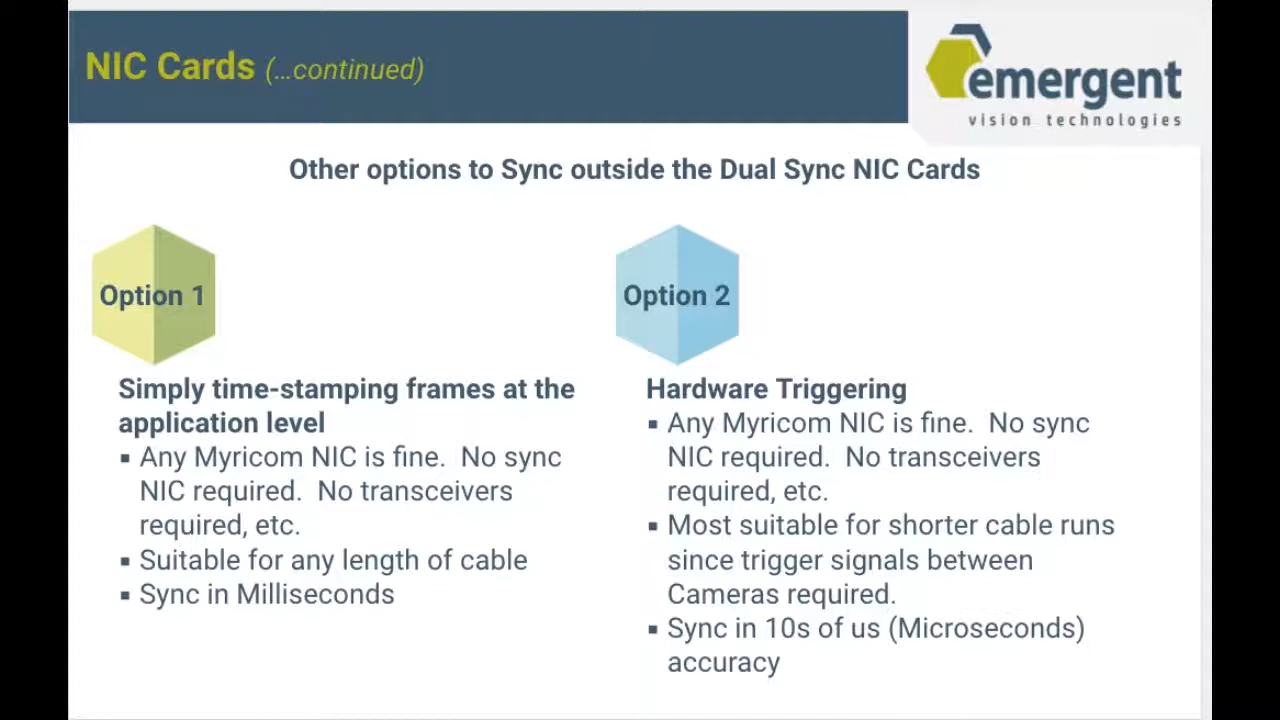 NIC Cards (...continued)
emergent
vision technologies
Other options to Sync outside the Dual Sync NIC Cards
Option 1
Simply time-stamping frames at the
application level
▪ Any Myricom NIC is fine.  No sync
NIC required.  No transceivers
required, etc.
▪ Suitable for any length of cable
▪ Sync in Milliseconds
Option 2
Hardware Triggering
▪ Any Myricom NIC is fine.  No sync
NIC required.  No transceivers
required, etc.
▪ Most suitable for shorter cable runs
since trigger signals between
Cameras required.
▪ Sync in 10s of us (Microseconds)
accuracy